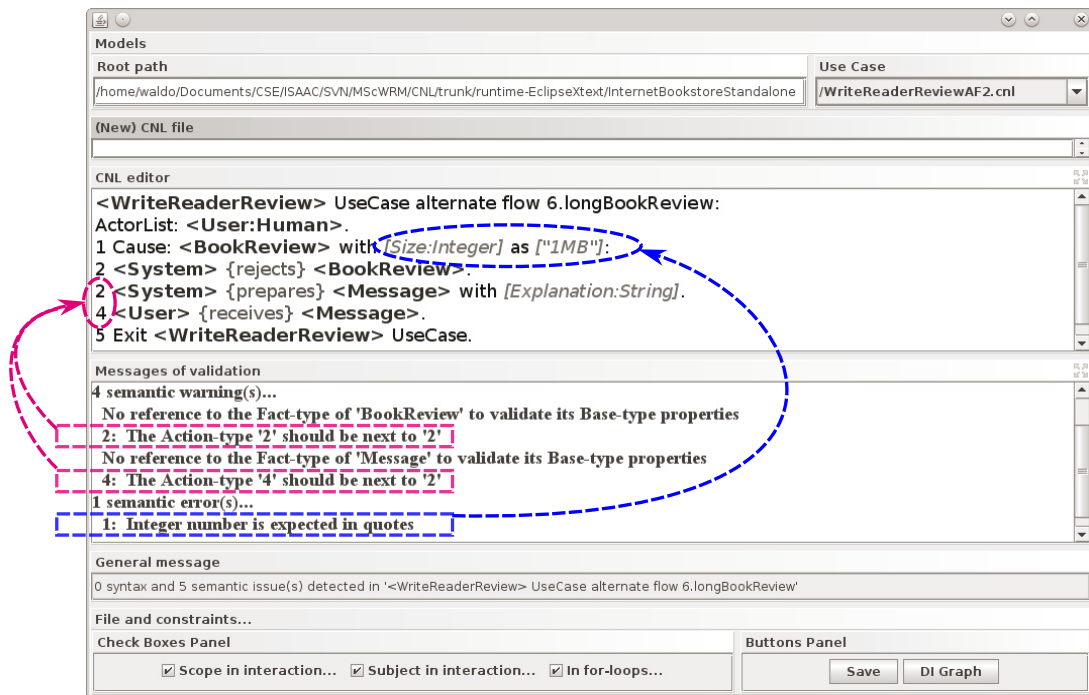 Models
Root path
Use Case
/home/waldo/Documents/CSE/ISAAC/SVN/MScWRM/CNL/trunk/runtime-EclipseXtext/InternetBookstoreStandalone
/WriteReaderReviewAF2.cnl
(New) CNL file
CNL editor
<WriteReaderReview> UseCase alternate flow 6.longBookReview:
ActorList: <User:Human>.
1 Cause: <BookReview> with [Size:Integer] as ["1MB"]:
2 <System> {rejects} <BookReview>.
2 <System> {prepares} <Message> with [Explanation:String].
4 <User> {receives} <Message>.
5 Exit <WriteReaderReview> UseCase.
Messages of validation
4 semantic warning(s)...
No reference to the Fact-type of 'BookReview' to validate its Base-type properties
2: The Action-type '2' should be next to '2'
No reference to the Fact-type of 'Message' to validate its Base-type properties
4: The Action-type '4' should be next to '2'
1 semantic error(s)...
1: Integer number is expected in quotes
General message
0 syntax and 5 semantic issue(s) detected in '<WriteReaderReview> UseCase alternate flow 6.longBookReview'
File and constraints...
Check Boxes Panel
Buttons Panel
Scope in interaction... Subject in interaction... In for-loops...
Save DI Graph